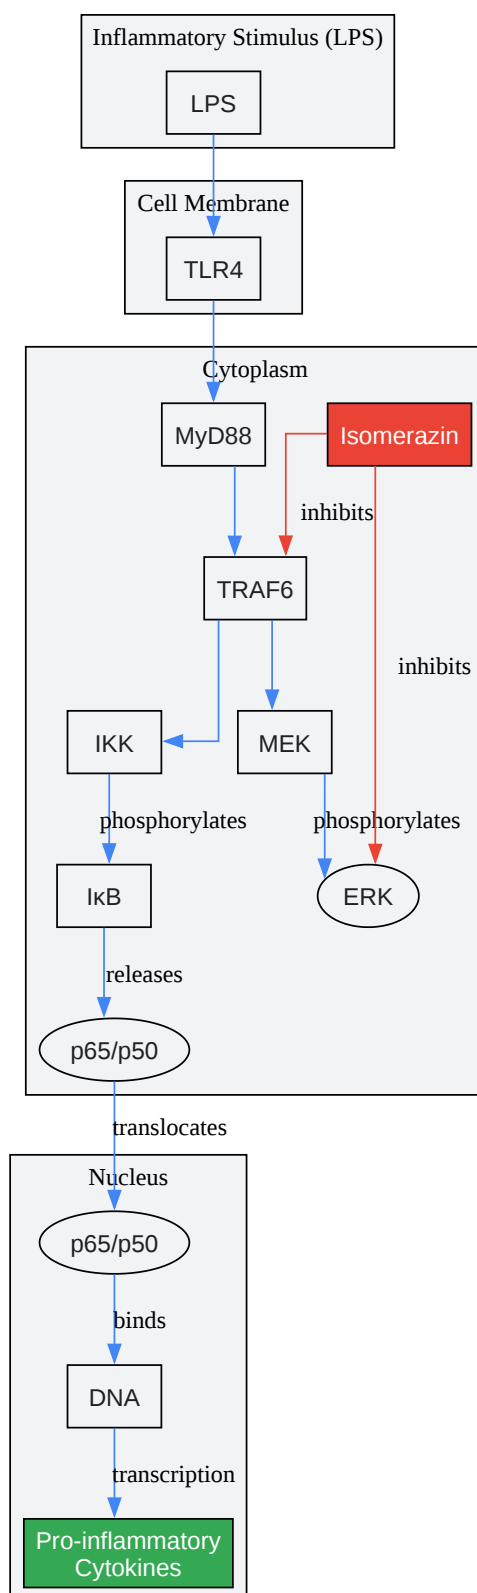 Inflammatory Stimulus (LPS)
LPS
Cell Membrane
TLR4
Cytoplasm
MyD88
Isomerazin
inhibits
TRAF6
inhibits
IKK
MEK
phosphorylates
phosphorylates
IκB
ERK
releases
p65/p50
translocates
Nucleus
p65/p50
binds
DNA
transcription
Pro-inflammatory
Cytokines